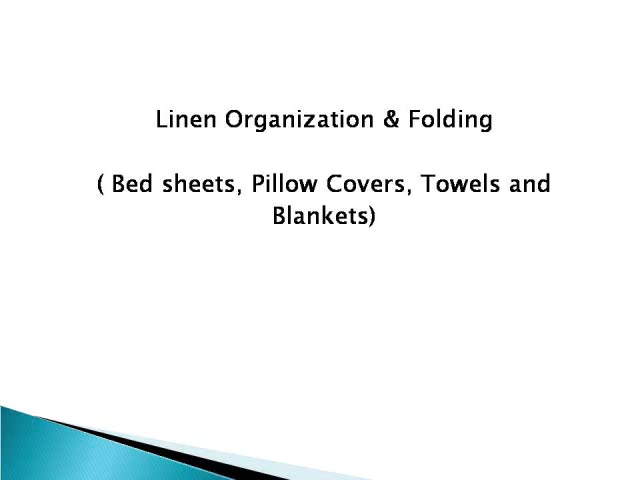 Linen Organization & Folding
( Bed sheets, Pillow Covers, Towels and
Blankets)